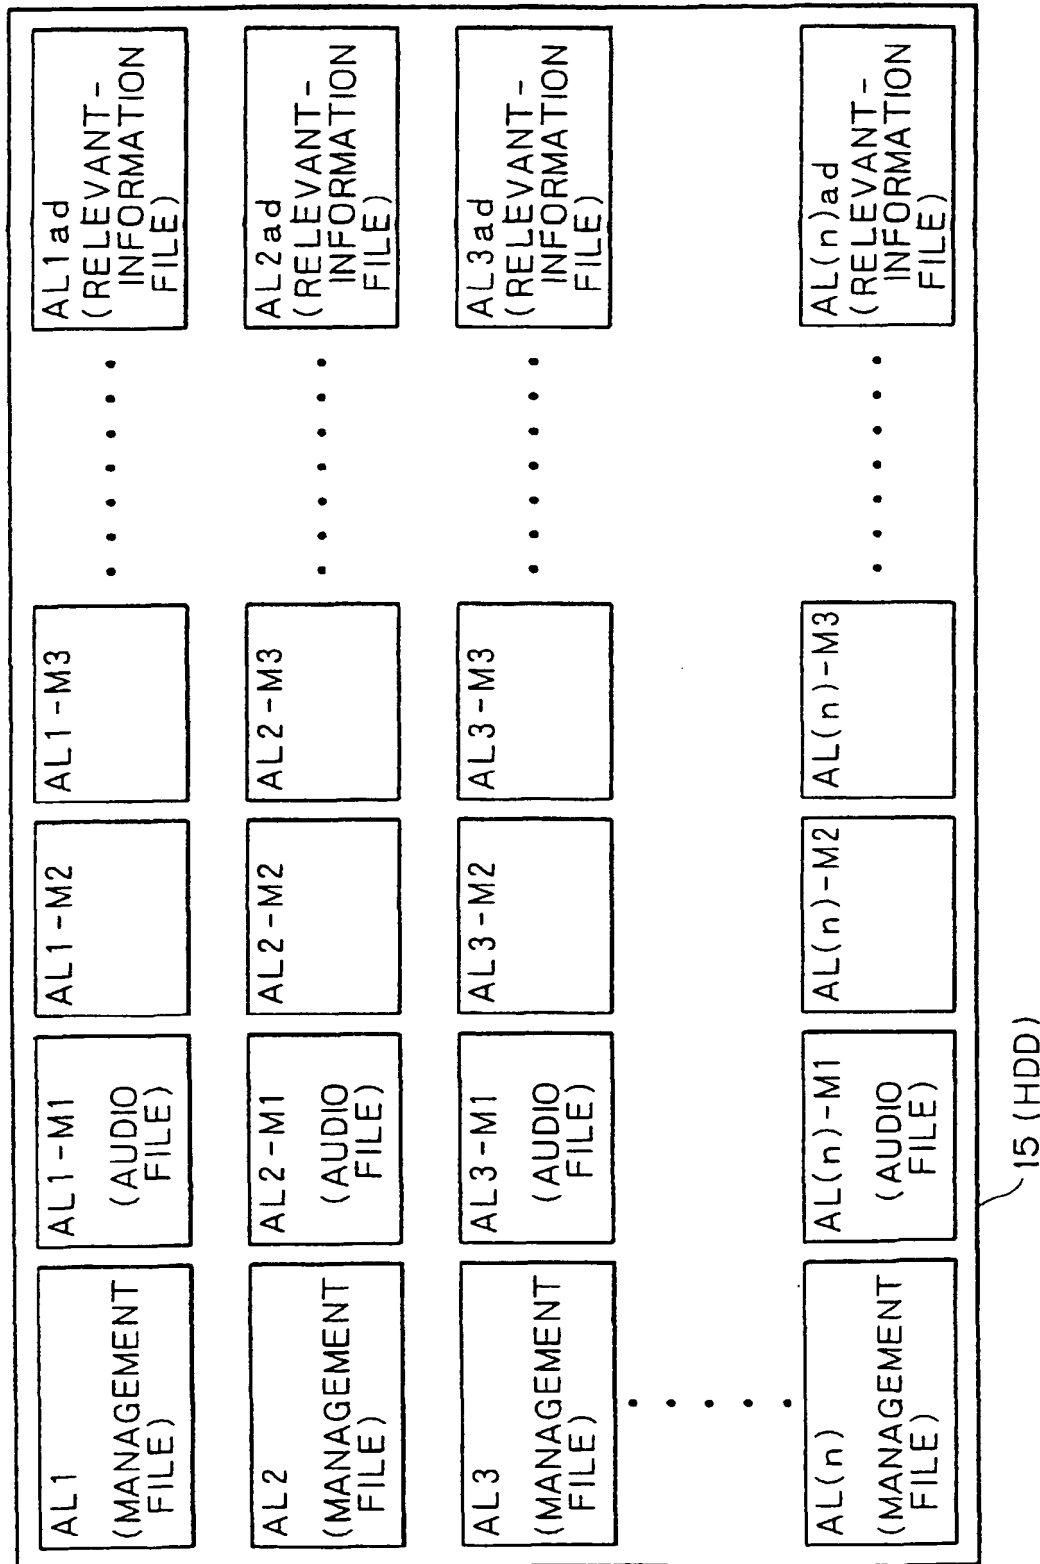 AL1
(MANAGEMENT
FILE)
AL1-M1
(AUDIO
FILE)
AL1-M2
AL1-M3
AL1ad
(RELEVANT-
INFORMATION
FILE)
AL2
(MANAGEMENT
FILE)
AL2-M1
(AUDIO
FILE)
AL2-M2
AL2-M3
AL2ad
(RELEVANT-
INFORMATION
FILE)
AL3
(MANAGEMENT
FILE)
AL3-M1
(AUDIO
FILE)
AL3-M2
AL3-M3
AL3ad
(RELEVANT-
INFORMATION
FILE)
AL(n)
(MANAGEMENT
FILE)
AL(n)-M1
(AUDIO
FILE)
AL(n)-M2
AL(n)-M3
AL(n)ad
(RELEVANT-
INFORMATION
FILE)
15 (HDD)